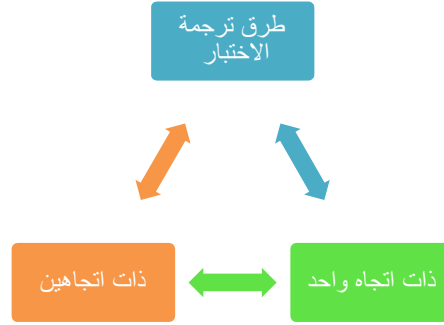 طرق ترجمة
الاختبار
ذات اتجاه واحد
ذات اتجاهين